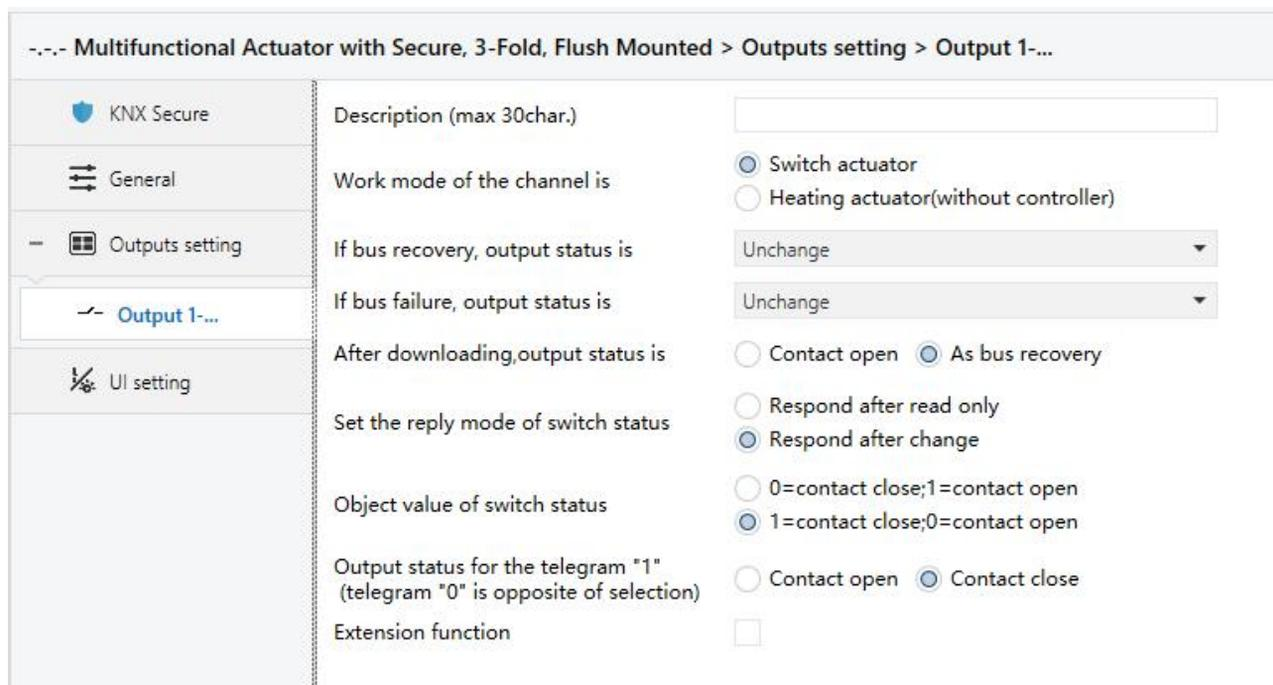 -.-.- Multifunctional Actuator with Secure, 3-Fold, Flush Mounted > Outputs setting > Output 1-...
KNX Secure
General
Outputs setting
Output 1-...
UI setting
Description (max 30char.)
Work mode of the channel is
Switch actuator
Heating actuator(without controller)
If bus recovery, output status is
Unchange
If bus failure, output status is
Unchange
After downloading,output status is
Contact open
As bus recovery
Set the reply mode of switch status
Respond after read only
Respond after change
Object value of switch status
0=contact close;1=contact open
1=contact close;0=contact open
Output status for the telegram "1"
(telegram "0" is opposite of selection)
Contact open
Contact close
Extension function